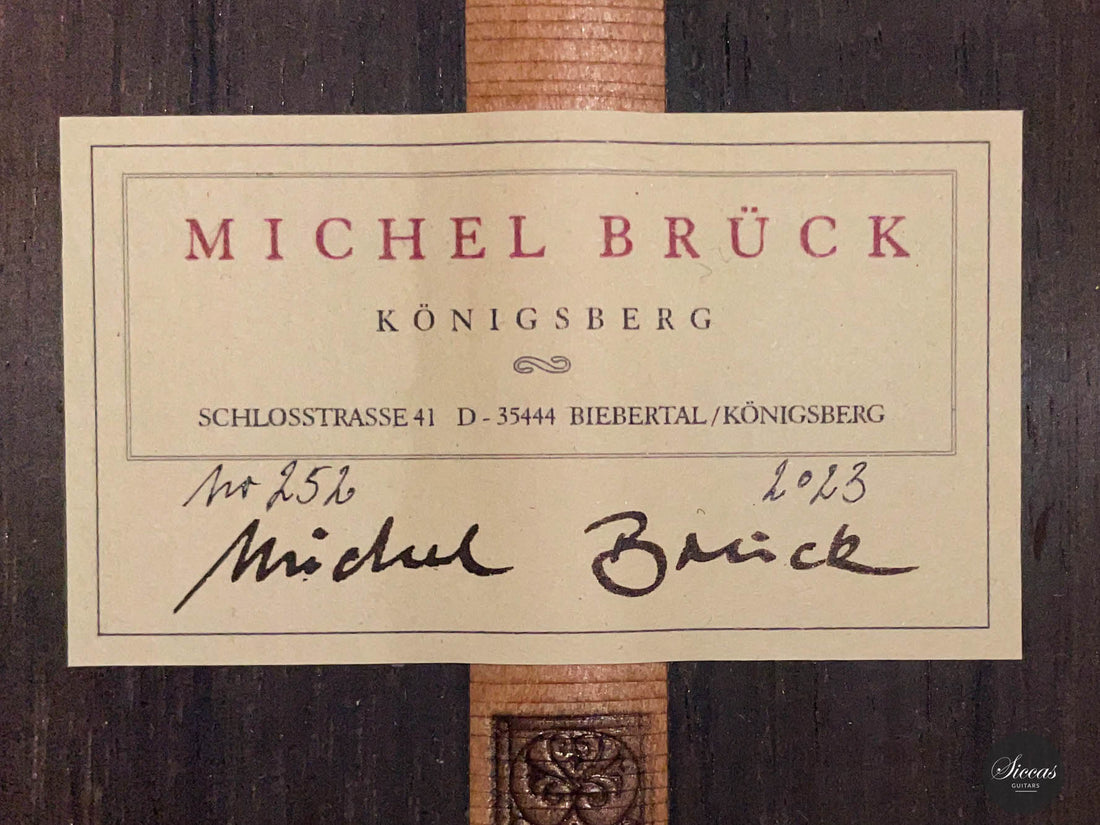 MICHEL BRÜCK
KÖNIGSBERG
SCHLOSSTRASSE 41 D - 35444 BIEBERTAL/KÖNIGSBERG
No 252 2023
Michel Brück
Siccas
GUITARS